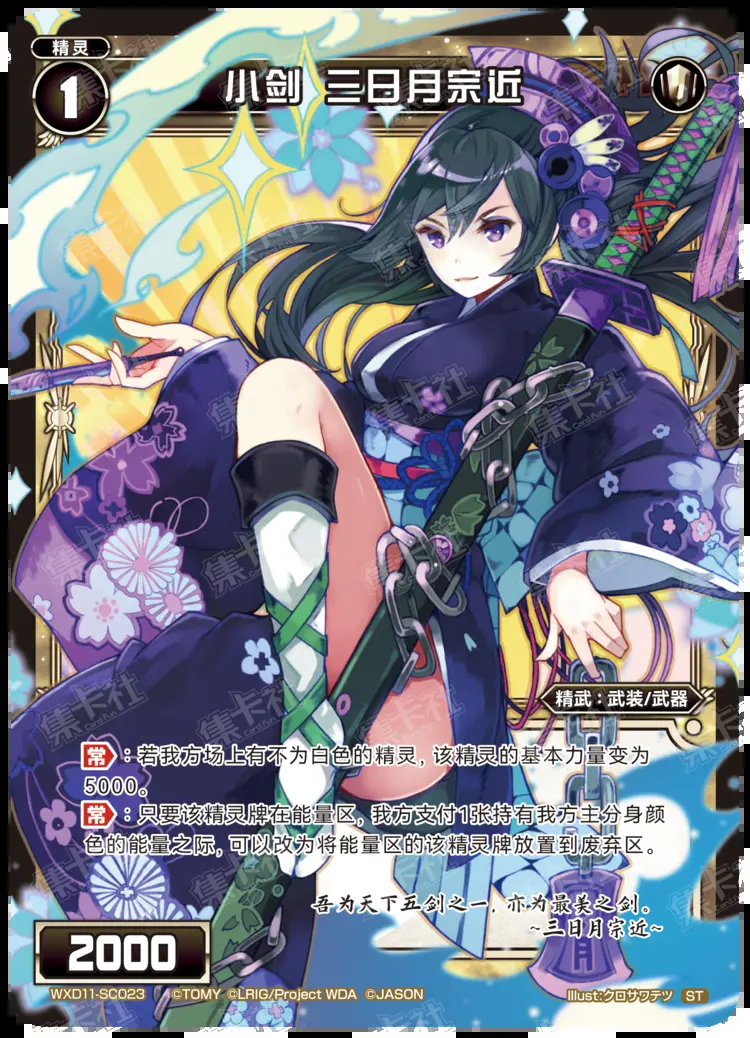 精灵
1
小剑 三日月宗近
精武:武装/武器
常:若我方场上有不为白色的精灵,该精灵的基本力量变为
5000。
常:只要该精灵牌在能量区,我方支付1张持有我方主分身颜
色的能量之际,可以改为将能量区的该精灵牌放置到废弃区。
吾为天下五剑之一,亦为最美之剑。
~三日月宗近~
2000
WXD11-SC023 ©TOMY ©LRIG/Project WDA ©JASON
Illust:クロサワテツ ST
集卡社